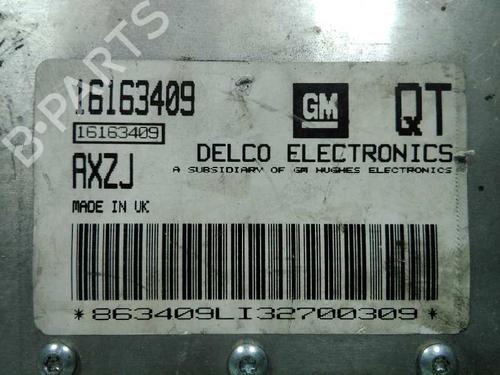 B-PARTS
16163409
GM
QT
16163409
DELCO ELECTRONICS
AXZJ
A SUBSIDIARY OF GM HUGHES ELECTRONICS
MADE IN UK
*863409LI32700309*